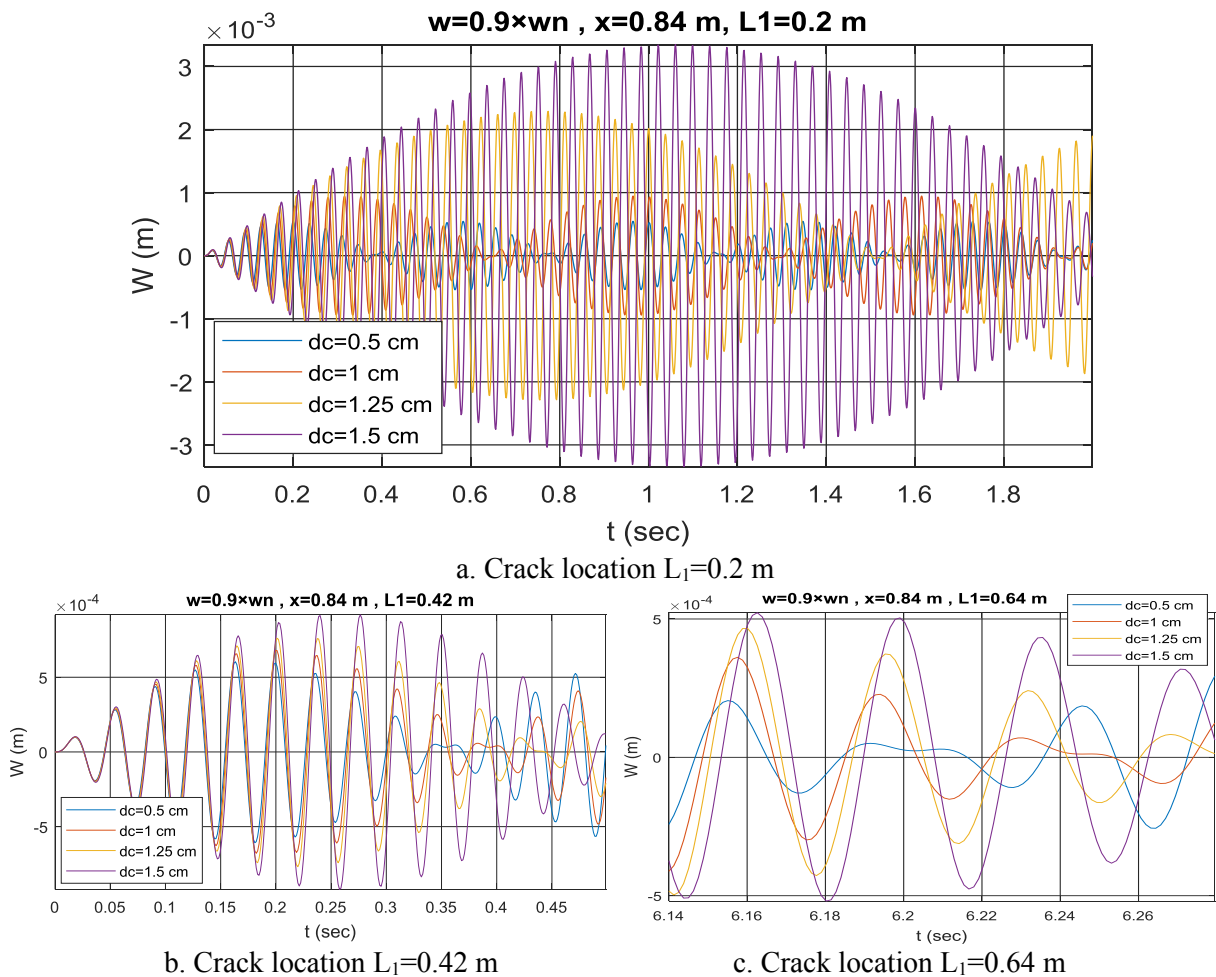 w=0.9×wn , x=0.84 m, L1=0.2 m
×10⁻³
3
2
1
0
-1
-2
-3
W (m)
dc=0.5 cm
dc=1 cm
dc=1.25 cm
dc=1.5 cm
0 0.2 0.4 0.6 0.8 1 1.2 1.4 1.6 1.8
t (sec)
a. Crack location L₁=0.2 m
w=0.9×wn , x=0.84 m , L1=0.42 m
×10⁻⁴
5
0
-5
W (m)
dc=0.5 cm
dc=1 cm
dc=1.25 cm
dc=1.5 cm
0 0.05 0.1 0.15 0.2 0.25 0.3 0.35 0.4 0.45
t (sec)
b. Crack location L₁=0.42 m
w=0.9×wn , x=0.84 m , L1=0.64 m
×10⁻⁴
5
0
-5
W (m)
dc=0.5 cm
dc=1 cm
dc=1.25 cm
dc=1.5 cm
6.14 6.16 6.18 6.2 6.22 6.24 6.26
t (sec)
c. Crack location L₁=0.64 m